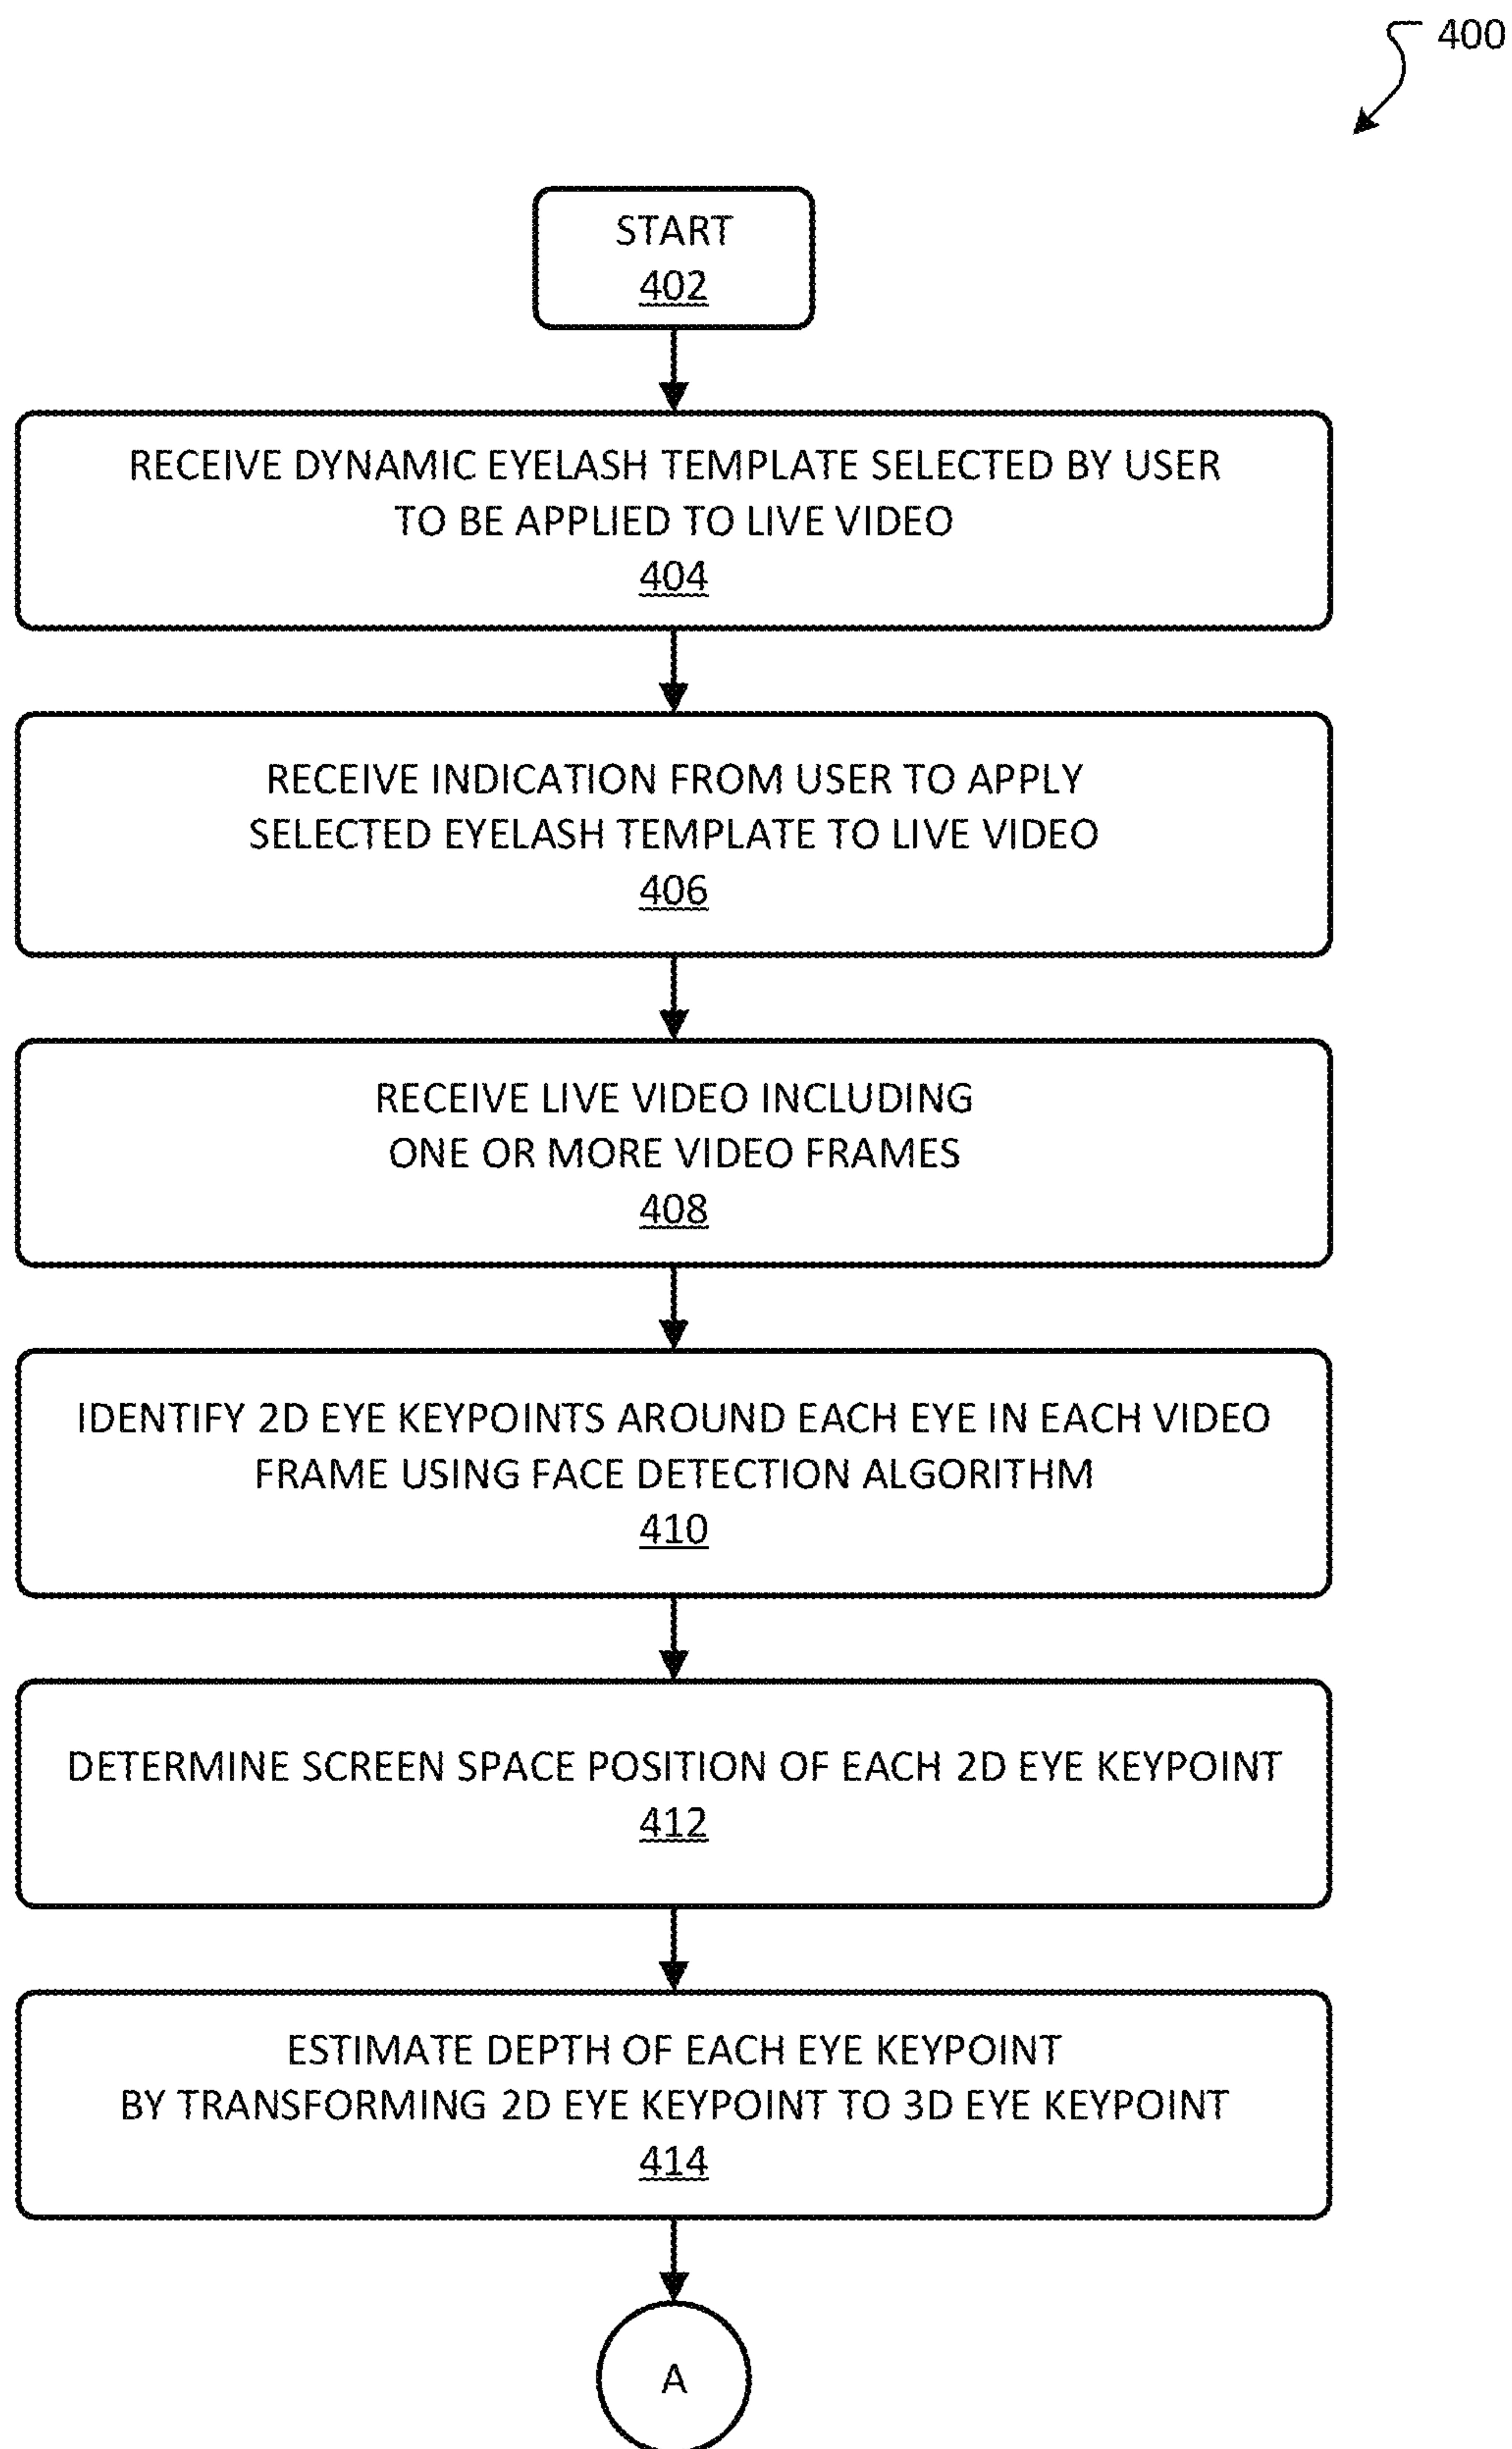 400
START
402
RECEIVE DYNAMIC EYELASH TEMPLATE SELECTED BY USER
TO BE APPLIED TO LIVE VIDEO
404
RECEIVE INDICATION FROM USER TO APPLY
SELECTED EYELASH TEMPLATE TO LIVE VIDEO
406
RECEIVE LIVE VIDEO INCLUDING
ONE OR MORE VIDEO FRAMES
408
IDENTIFY 2D EYE KEYPOINTS AROUND EACH EYE IN EACH VIDEO
FRAME USING FACE DETECTION ALGORITHM
410
DETERMINE SCREEN SPACE POSITION OF EACH 2D EYE KEYPOINT
412
ESTIMATE DEPTH OF EACH EYE KEYPOINT
BY TRANSFORMING 2D EYE KEYPOINT TO 3D EYE KEYPOINT
414
A